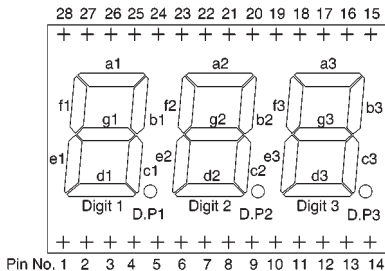 28 27 26 25 24 23 22 21 20 19 18 17 16 15
a1 a2 a3
f1 b1 f2 b2 f3 b3
g1 g2 g3
e1 c1 e2 c2 e3 c3
d1 d2 d3
Digit 1 D.P1 Digit 2 D.P2 Digit 3 D.P3
Pin No. 1 2 3 4 5 6 7 8 9 10 11 12 13 14